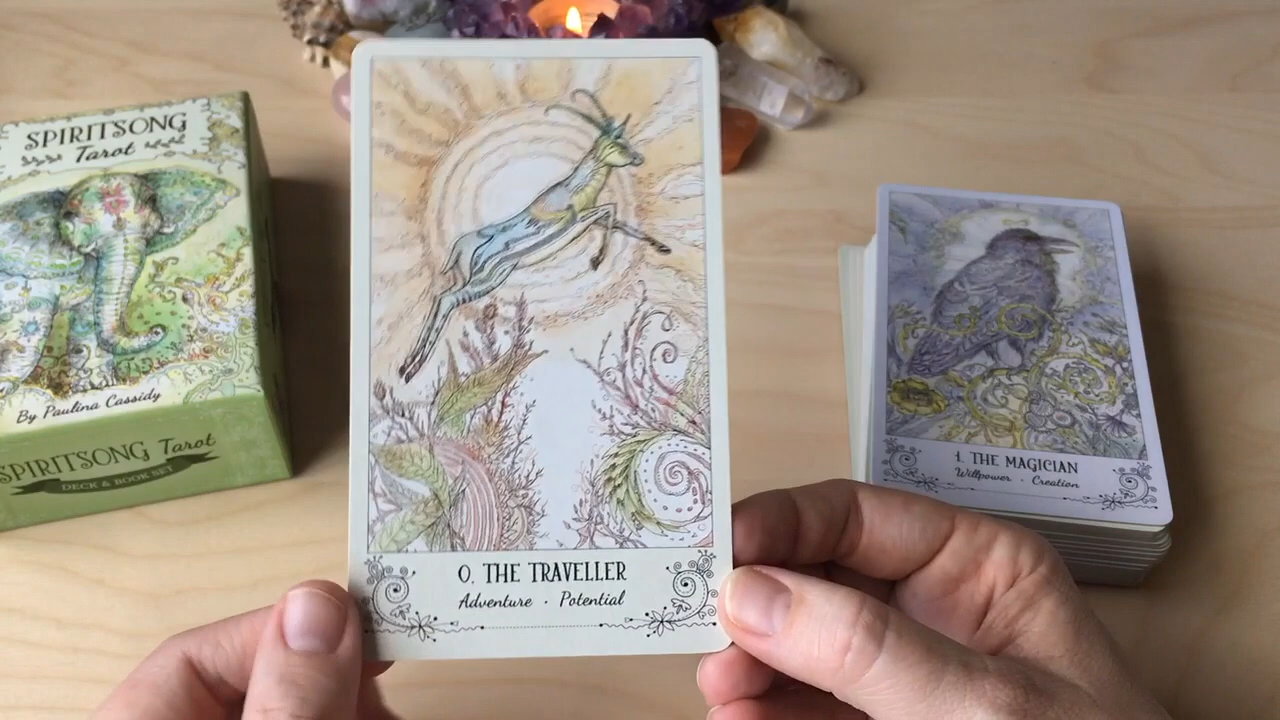 SPIRITSONG
Tarot
By Paulina Cassidy
SPIRITSONG Tarot
DECK & BOOK SET
0. THE TRAVELLER
Adventure · Potential
1. THE MAGICIAN
Willpower · Creation